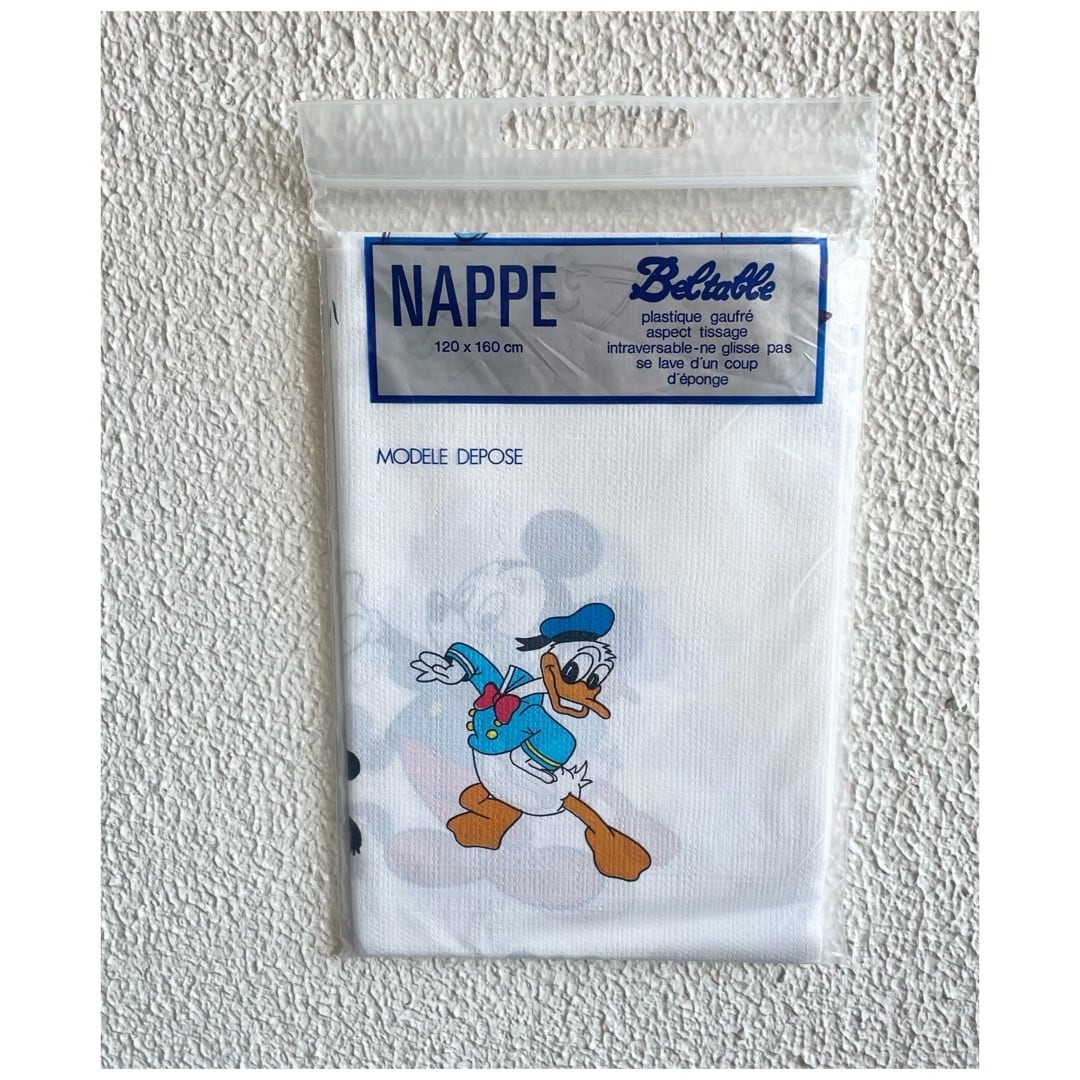 NAPPE
120 x 160 cm
Beltable
plastique gaufré
aspect tissage
intraversable-ne glisse pas
se lave d'un coup
d'éponge
MODELE DEPOSE